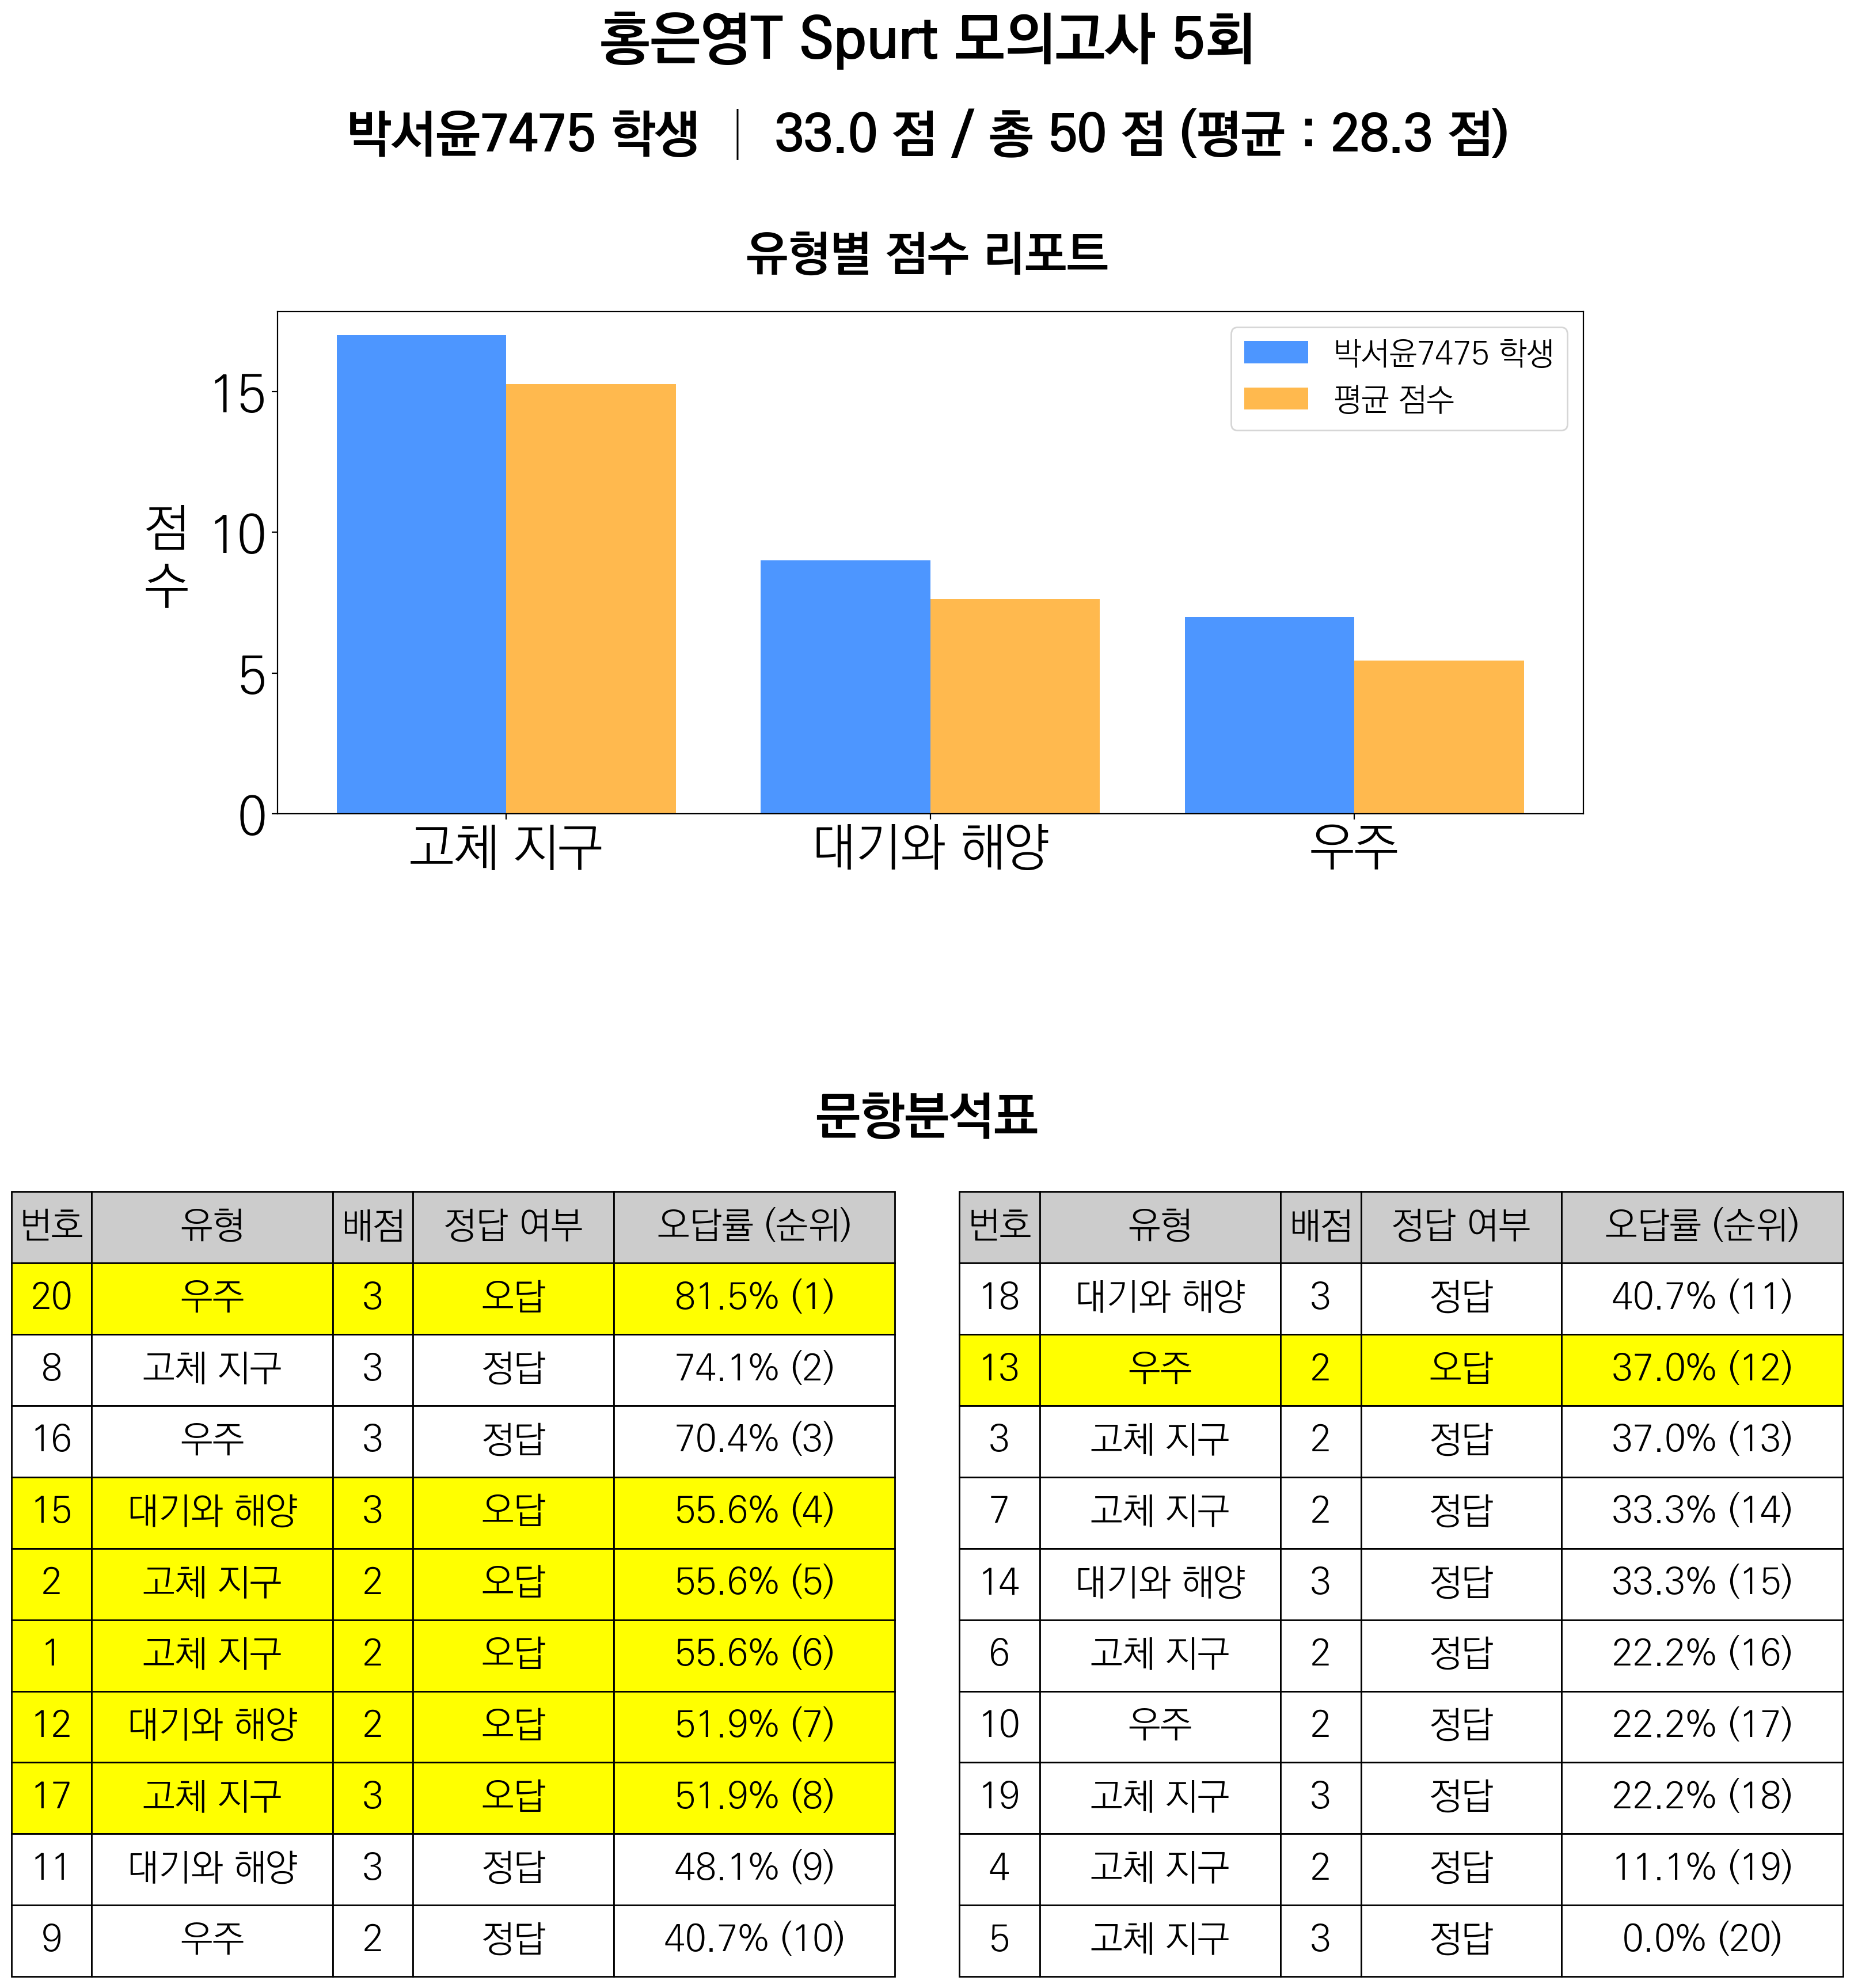 홍은영T Spurt 모의고사 5회
박서윤7475 학생 | 33.0 점 / 총 50 점 (평균 : 28.3 점)
유형별 점수 리포트
박서윤7475 학생
평균 점수
점
수
15
10
5
0
고체 지구 대기와 해양 우주
문항분석표
번호 유형 배점 정답 여부 오답률 (순위)
20 우주 3 오답 81.5% (1)
8 고체 지구 3 정답 74.1% (2)
16 우주 3 정답 70.4% (3)
15 대기와 해양 3 오답 55.6% (4)
2 고체 지구 2 오답 55.6% (5)
1 고체 지구 2 오답 55.6% (6)
12 대기와 해양 2 오답 51.9% (7)
17 고체 지구 3 오답 51.9% (8)
11 대기와 해양 3 정답 48.1% (9)
9 우주 2 정답 40.7% (10)
번호 유형 배점 정답 여부 오답률 (순위)
18 대기와 해양 3 정답 40.7% (11)
13 우주 2 오답 37.0% (12)
3 고체 지구 2 정답 37.0% (13)
7 고체 지구 2 정답 33.3% (14)
14 대기와 해양 3 정답 33.3% (15)
6 고체 지구 2 정답 22.2% (16)
10 우주 2 정답 22.2% (17)
19 고체 지구 3 정답 22.2% (18)
4 고체 지구 2 정답 11.1% (19)
5 고체 지구 3 정답 0.0% (20)